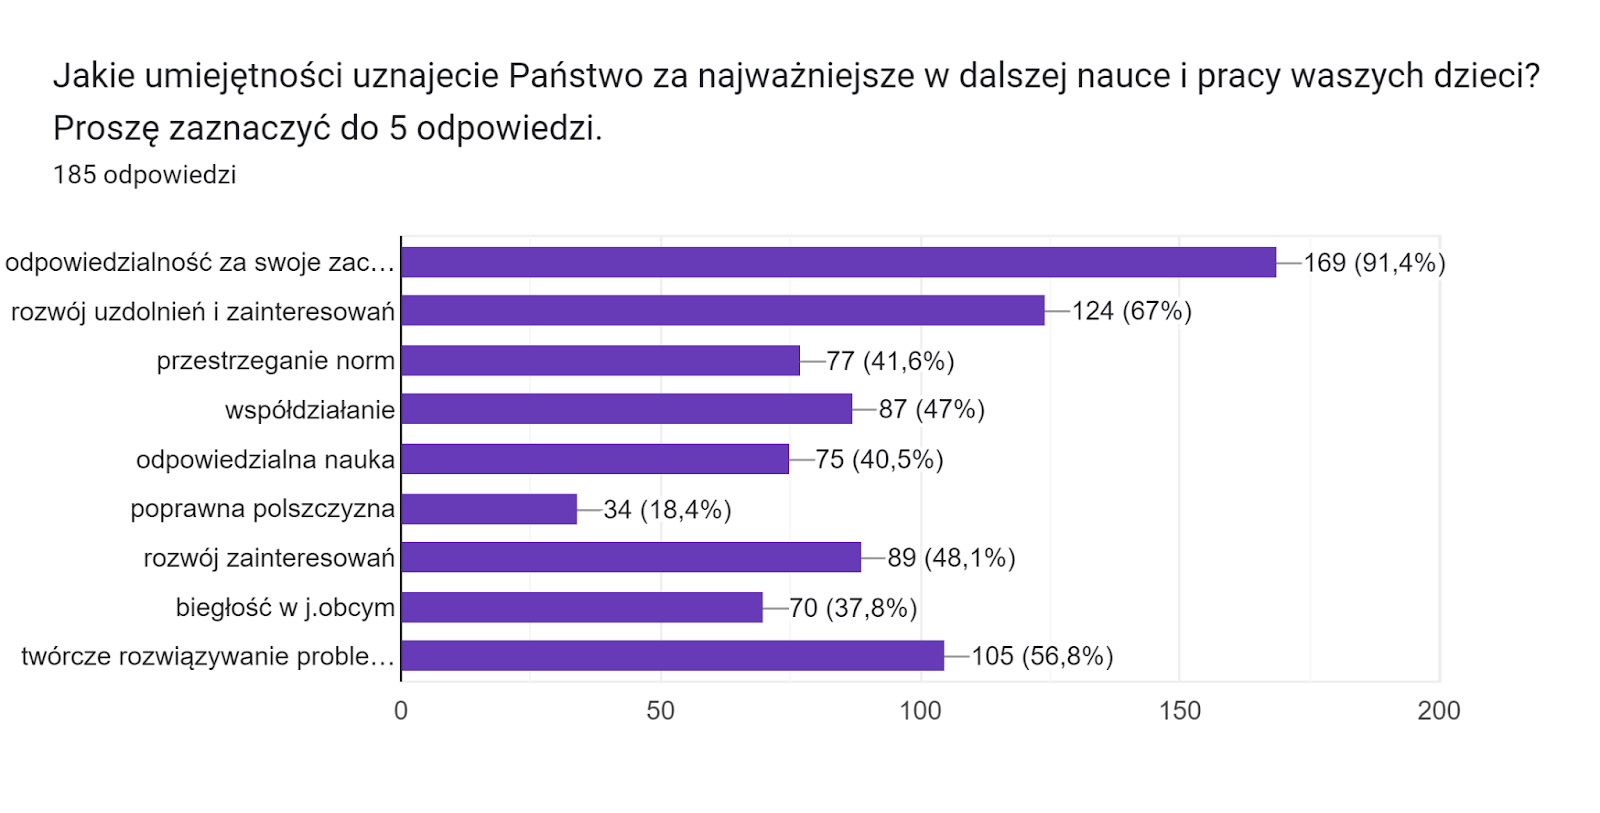 Jakie umiejętności uznajecie Państwo za najważniejsze w dalszej nauce i pracy waszych dzieci?
Proszę zaznaczyć do 5 odpowiedzi.
185 odpowiedzi
odpowiedzialność za swoje zac… 169 (91,4%)
rozwój uzdolnień i zainteresowań 124 (67%)
przestrzeganie norm 77 (41,6%)
współdziałanie 87 (47%)
odpowiedzialna nauka 75 (40,5%)
poprawna polszczyzna 34 (18,4%)
rozwój zainteresowań 89 (48,1%)
biegłość w j.obcym 70 (37,8%)
twórcze rozwiązywanie proble… 105 (56,8%)
0 50 100 150 200